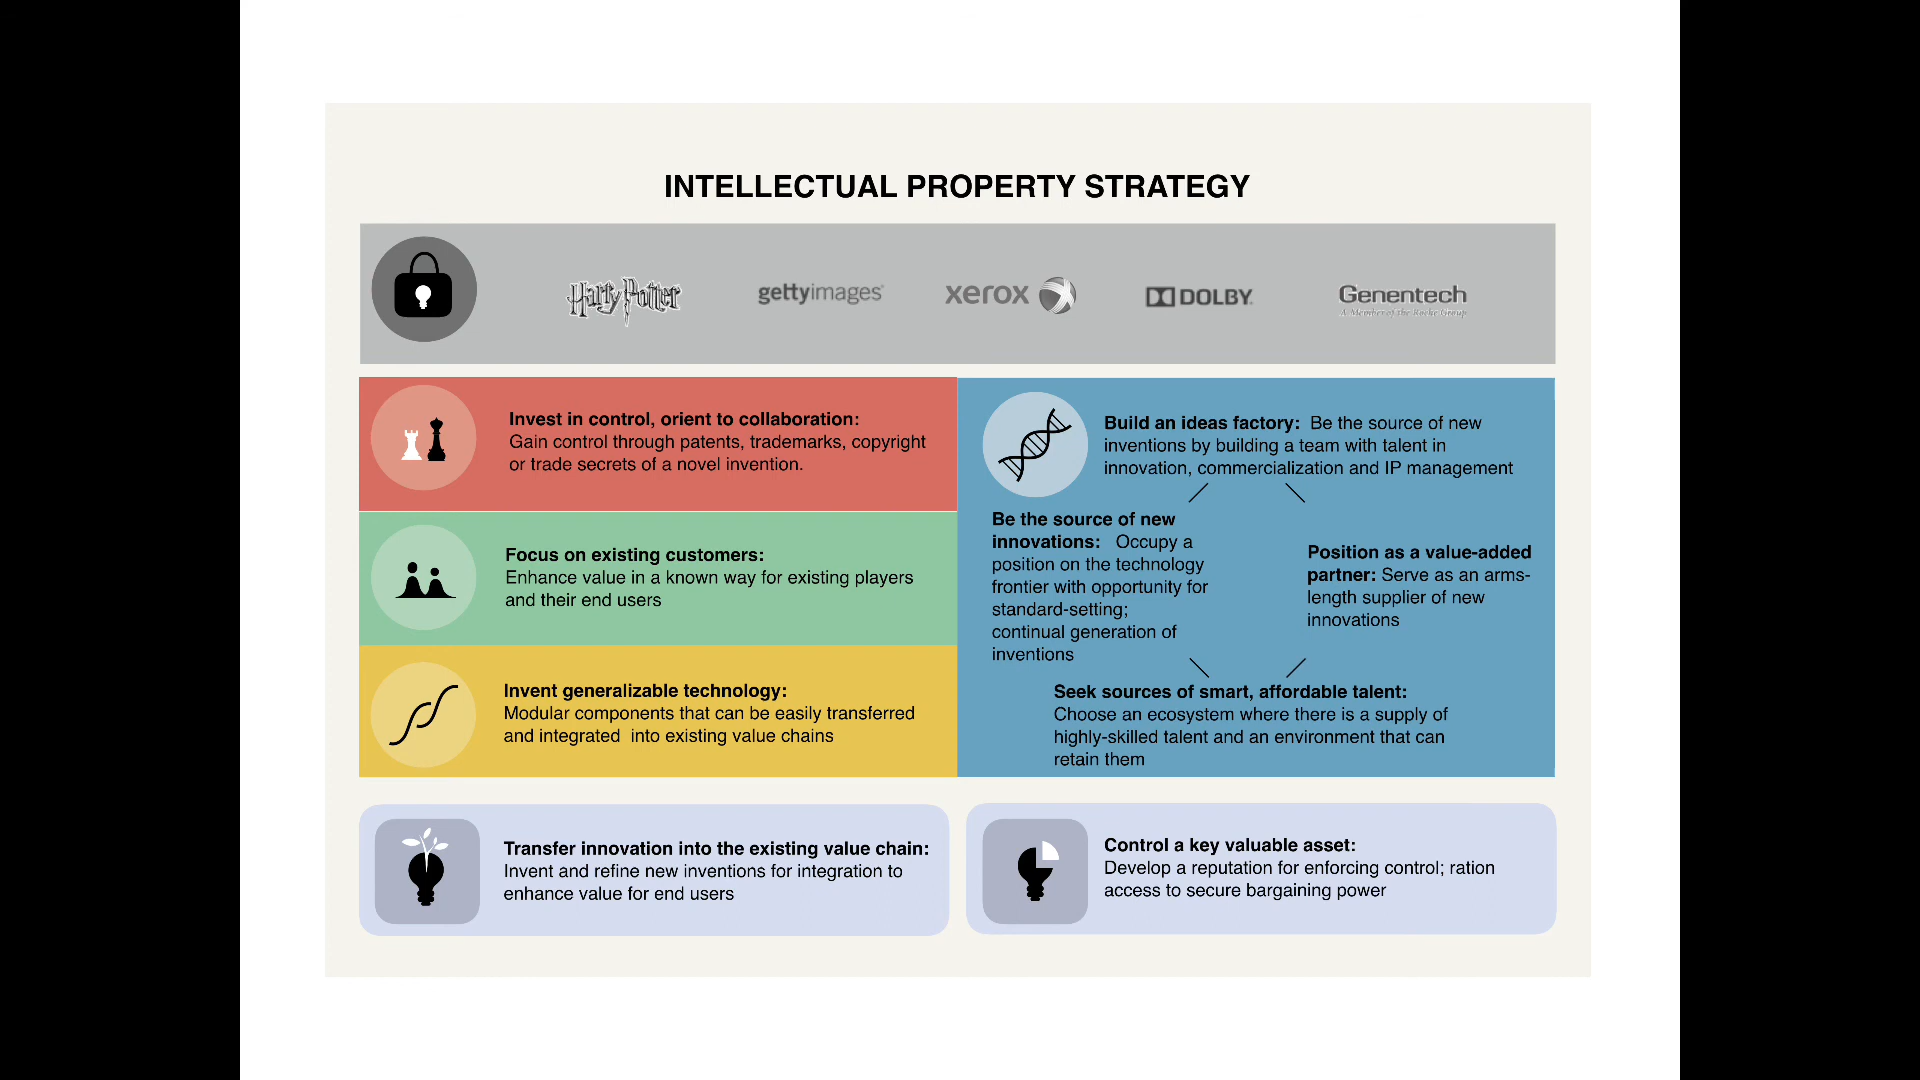 INTELLECTUAL PROPERTY STRATEGY
Harry Potter
gettyimages®
xerox
DOLBY
Genentech
A Member of the Roche Group
Invest in control, orient to collaboration:
Gain control through patents, trademarks, copyright
or trade secrets of a novel invention.
Focus on existing customers:
Enhance value in a known way for existing players
and their end users
Invent generalizable technology:
Modular components that can be easily transferred
and integrated into existing value chains
Build an ideas factory: Be the source of new
inventions by building a team with talent in
innovation, commercialization and IP management
Be the source of new
innovations: Occupy a
position on the technology
frontier with opportunity for
standard-setting;
continual generation of
inventions
Position as a value-added
partner: Serve as an arms-
length supplier of new
innovations
Seek sources of smart, affordable talent:
Choose an ecosystem where there is a supply of
highly-skilled talent and an environment that can
retain them
Transfer innovation into the existing value chain:
Invent and refine new inventions for integration to
enhance value for end users
Control a key valuable asset:
Develop a reputation for enforcing control; ration
access to secure bargaining power